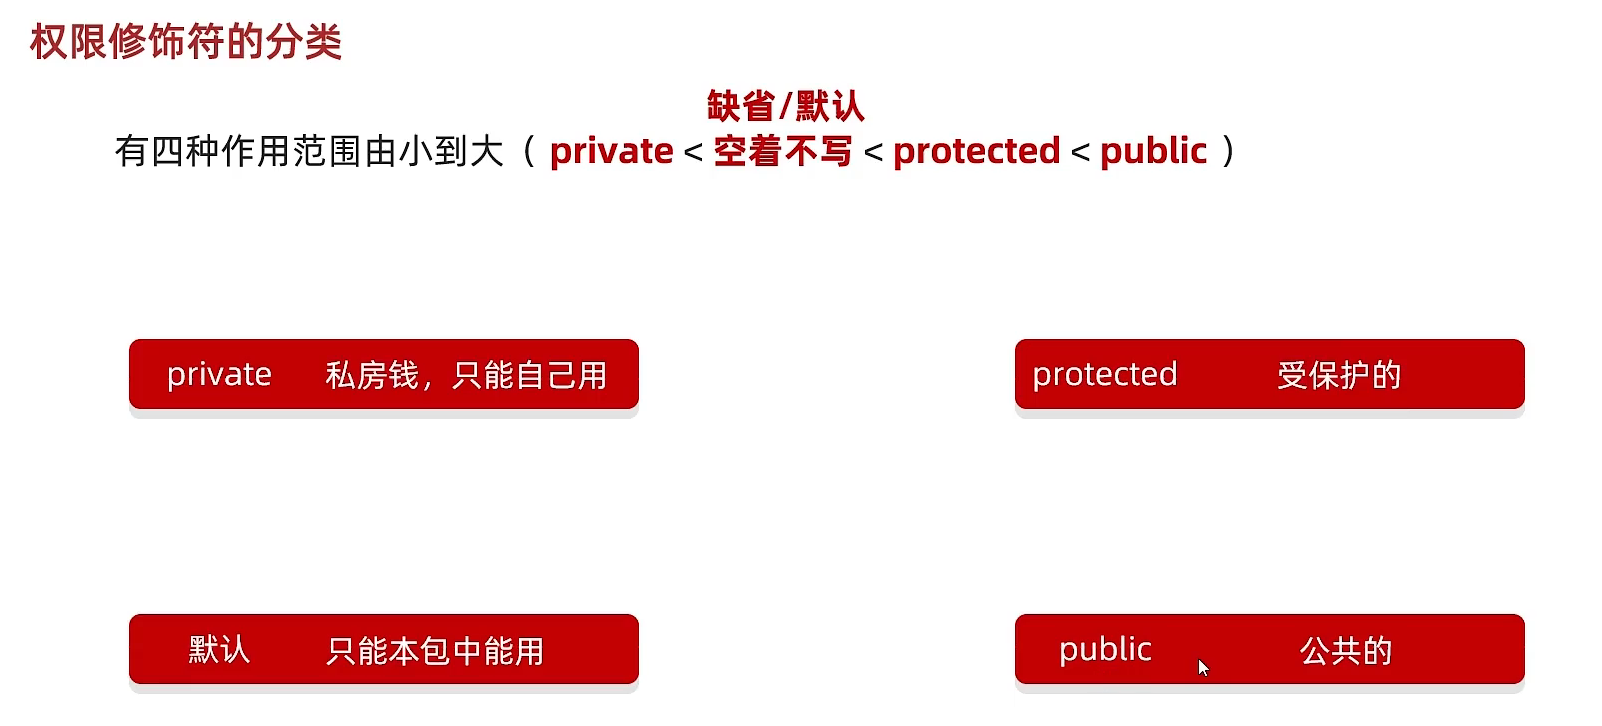 权限修饰符的分类
缺省/默认
有四种作用范围由小到大（ private < 空着不写 < protected < public ）
private 私房钱，只能自己用
protected 受保护的
默认 只能本包中能用
public 公共的